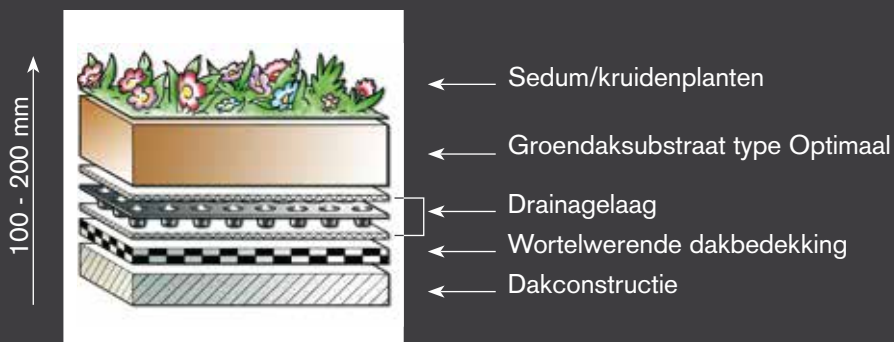 100 - 200 mm
Sedum/kruidenplanten
Groendaksubstraat type Optimaal
Drainagelaag
Wortelwerende dakbedekking
Dakconstructie